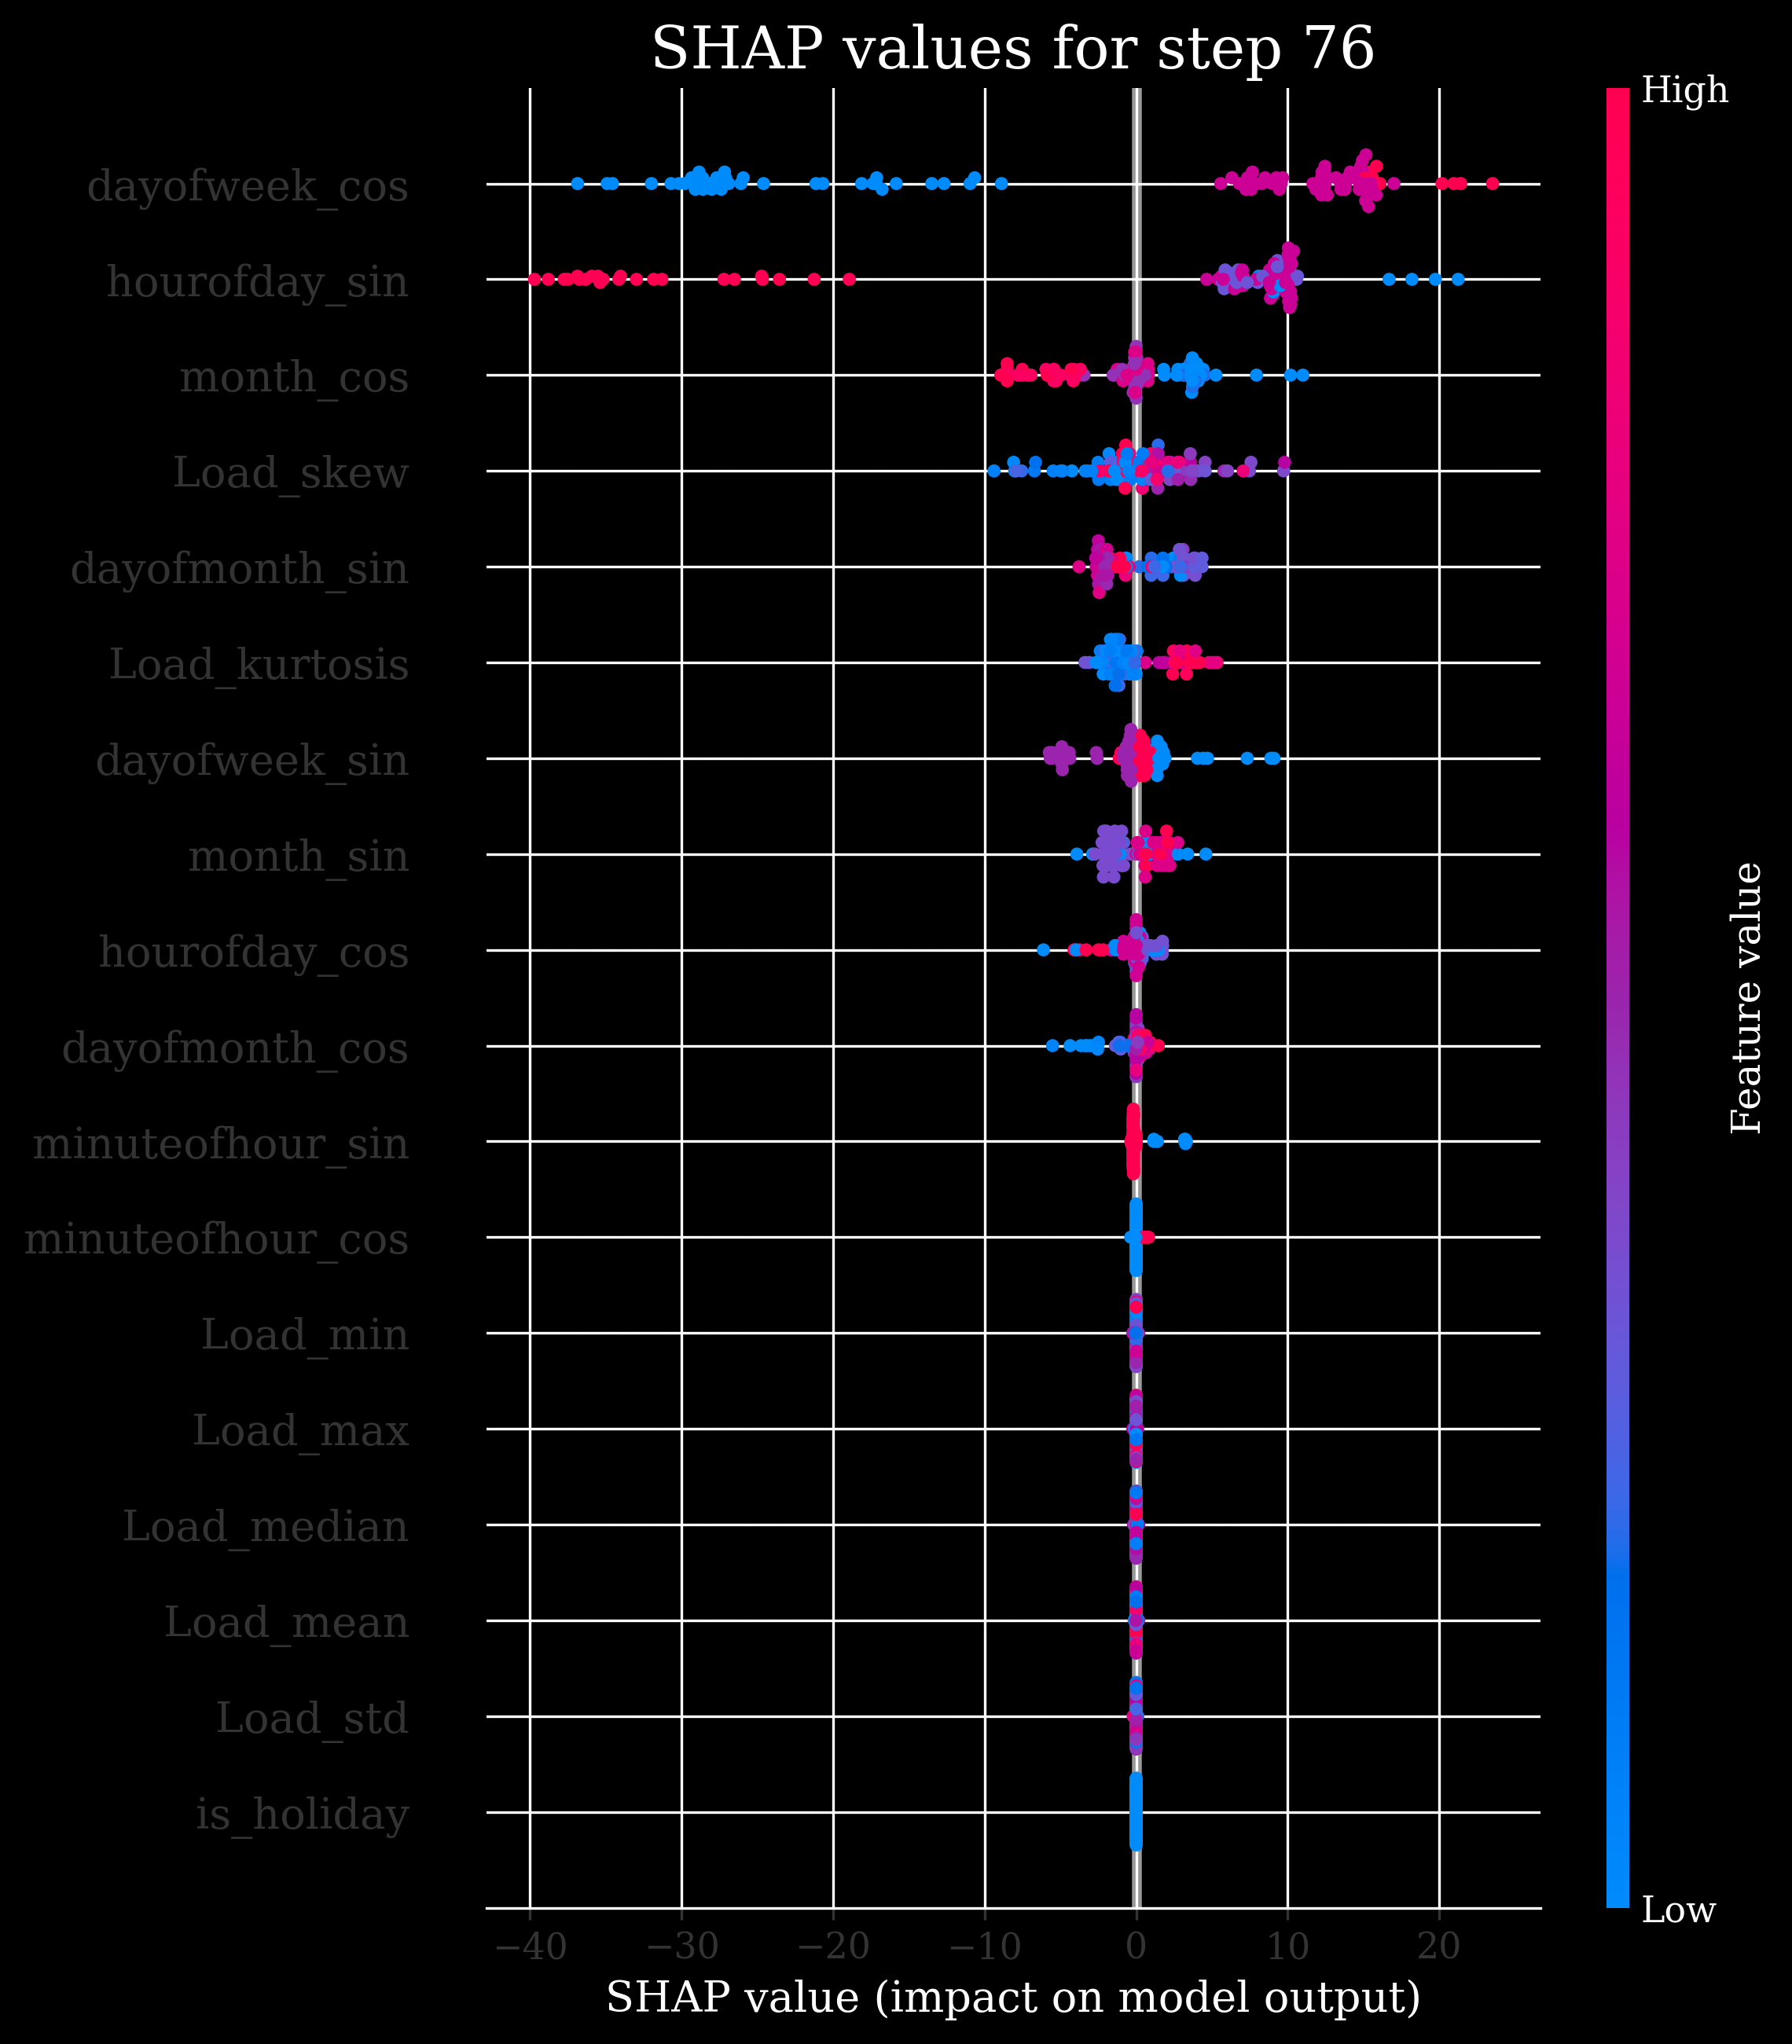 SHAP values for step 76
High
dayofweek_cos
hourofday_sin
month_cos
Load_skew
dayofmonth_sin
Load_kurtosis
dayofweek_sin
month_sin
hourofday_cos
dayofmonth_cos
minuteofhour_sin
minuteofhour_cos
Load_min
Load_max
Load_median
Load_mean
Load_std
is_holiday
Feature value
Low
−40 −30 −20 −10 0 10 20
SHAP value (impact on model output)